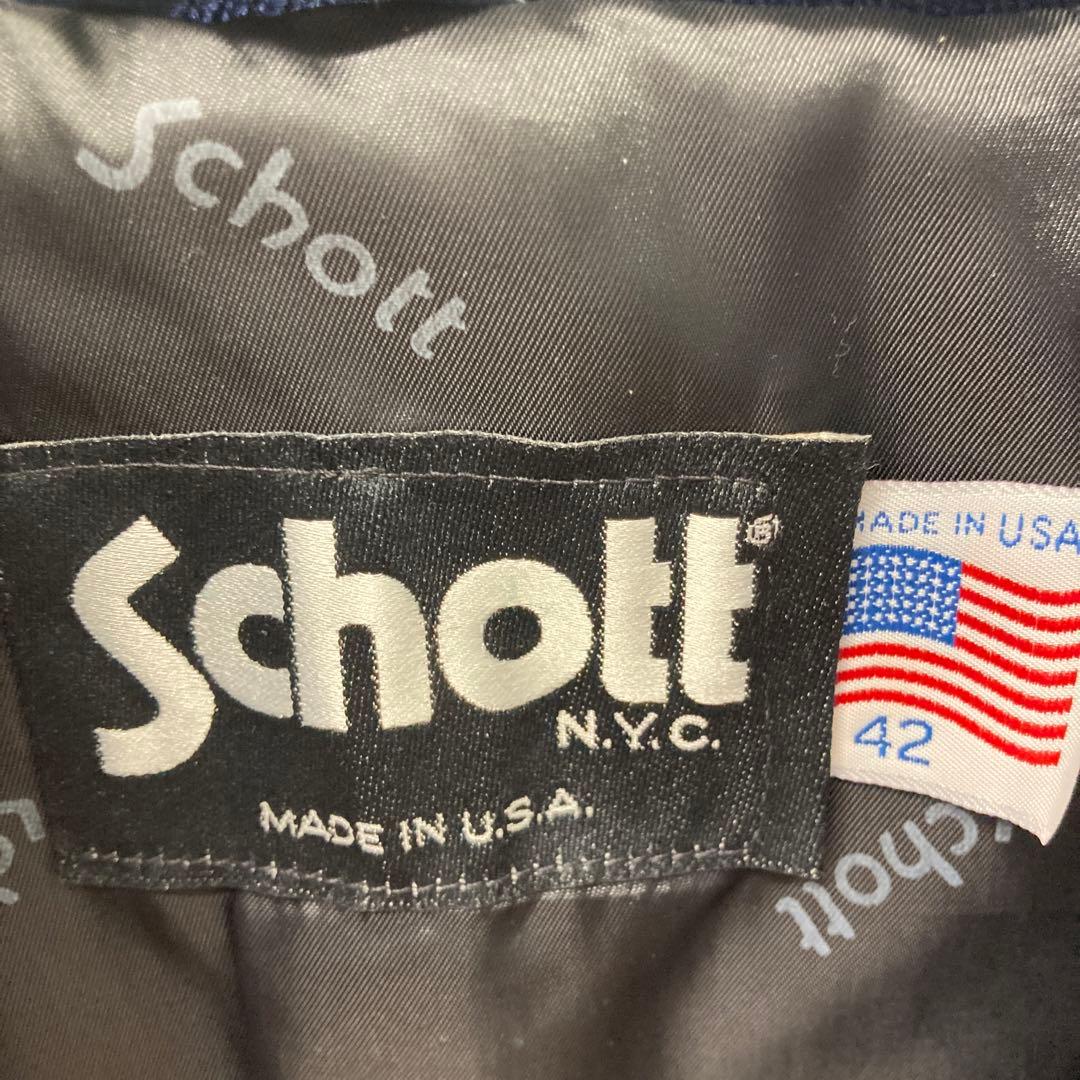 Schott
Schott®
N.Y.C.
MADE IN U.S.A.
MADE IN USA
42
Schott